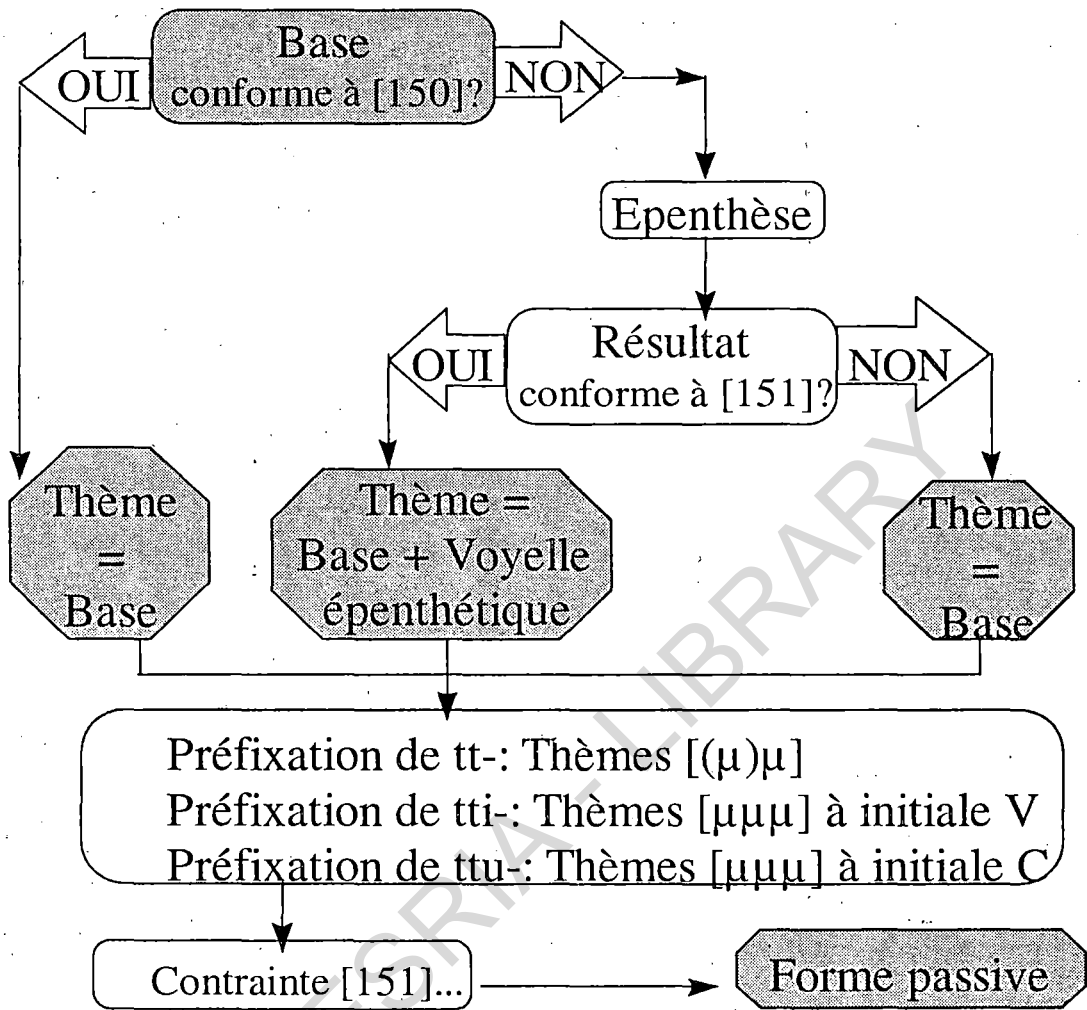 Base
OUI
conforme à [150]?
NON
Epenthèse
Résultat
OUI
conforme à [151]?
NON
Thème
=
Base
Thème =
Base + Voyelle
épenthétique
Thème
=
Base
Préfixation de tt-: Thèmes [(μ)μ]
Préfixation de tti-: Thèmes [μμμ] à initiale V
Préfixation de ttu-: Thèmes [μμμ] à initiale C
Contrainte [151]...
Forme passive
ESRIA - LIBRARY